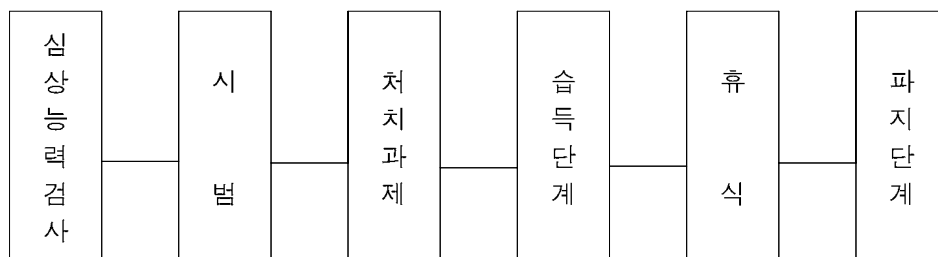 심상능력검사
시범
처치과제
습득단계
휴식
파지단계